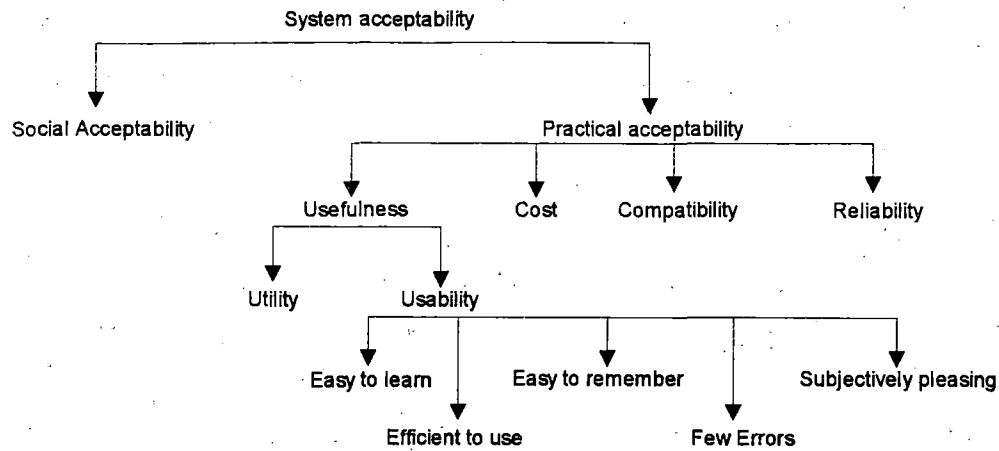 System acceptability
Social Acceptability
Practical acceptability
Usefulness
Cost
Compatibility
Reliability
Utility
Usability
Easy to learn
Easy to remember
Subjectively pleasing
Efficient to use
Few Errors